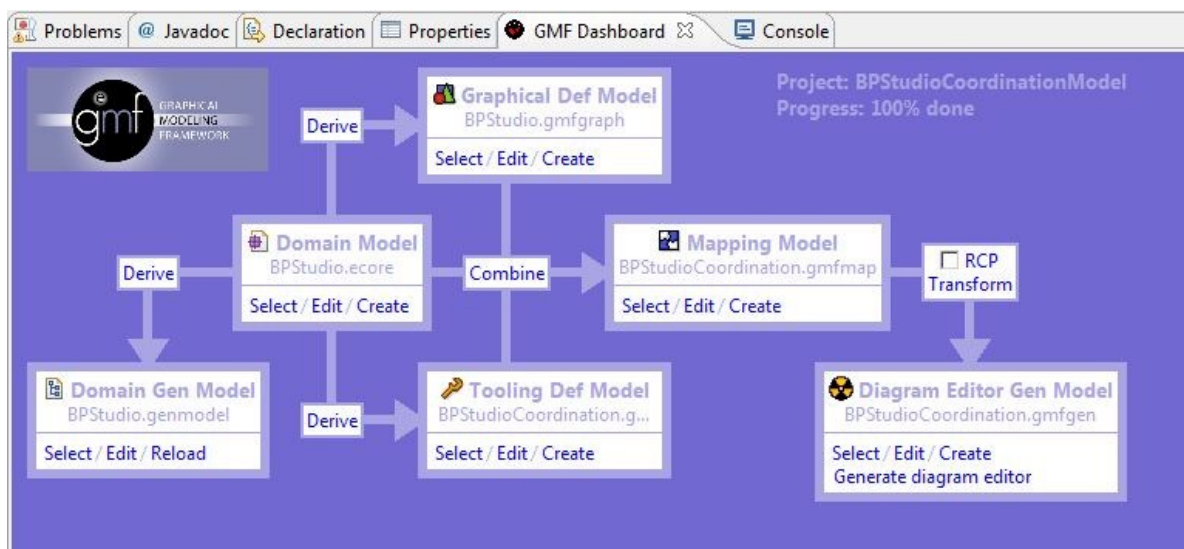 Problems @ Javadoc Declaration Properties GMF Dashboard Console
e
gmf GRAPHICAL
MODELING
FRAMEWORK
Project: BPStudioCoordinationModel
Progress: 100% done
Graphical Def Model
BPStudio.gmfgraph
Select / Edit / Create
Derive
Domain Model
BPStudio.ecore
Select / Edit / Create
Derive
Combine
Mapping Model
BPStudioCoordination.gmfmap
Select / Edit / Create
RCP
Transform
Domain Gen Model
BPStudio.genmodel
Select / Edit / Reload
Derive
Tooling Def Model
BPStudioCoordination.g...
Select / Edit / Create
Diagram Editor Gen Model
BPStudioCoordination.gmfgen
Select / Edit / Create
Generate diagram editor